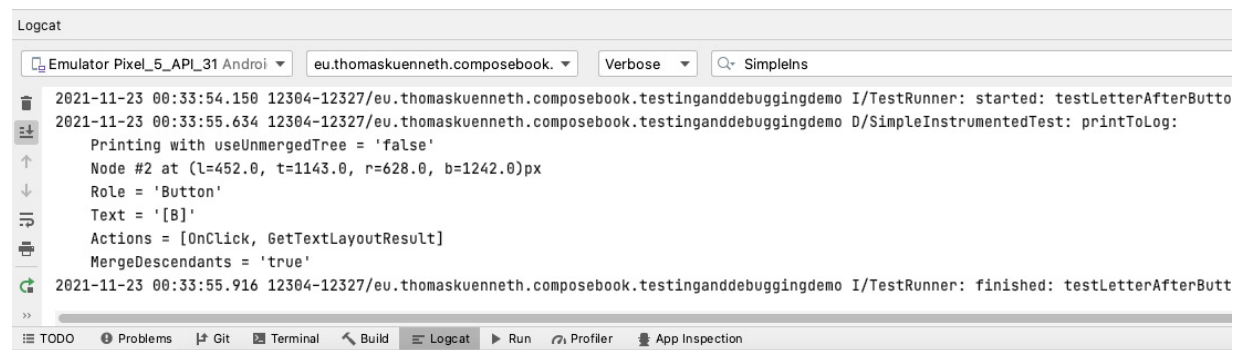 Logcat
Emulator Pixel_5_API_31 Androi eu.thomaskuenneth.composebook. Verbose SimpleIns
2021-11-23 00:33:54.150 12304-12327/eu.thomaskuenneth.composebook.testinganddebuggingdemo I/TestRunner: started: testLetterAfterButto
2021-11-23 00:33:55.634 12304-12327/eu.thomaskuenneth.composebook.testinganddebuggingdemo D/SimpleInstrumentedTest: printToLog:
Printing with useUnmergedTree = 'false'
Node #2 at (l=452.0, t=1143.0, r=628.0, b=1242.0)px
Role = 'Button'
Text = '[B]'
Actions = [OnClick, GetTextLayoutResult]
MergeDescendants = 'true'
2021-11-23 00:33:55.916 12304-12327/eu.thomaskuenneth.composebook.testinganddebuggingdemo I/TestRunner: finished: testLetterAfterButt
TODO Problems Git Terminal Build Logcat Run Profiler App Inspection